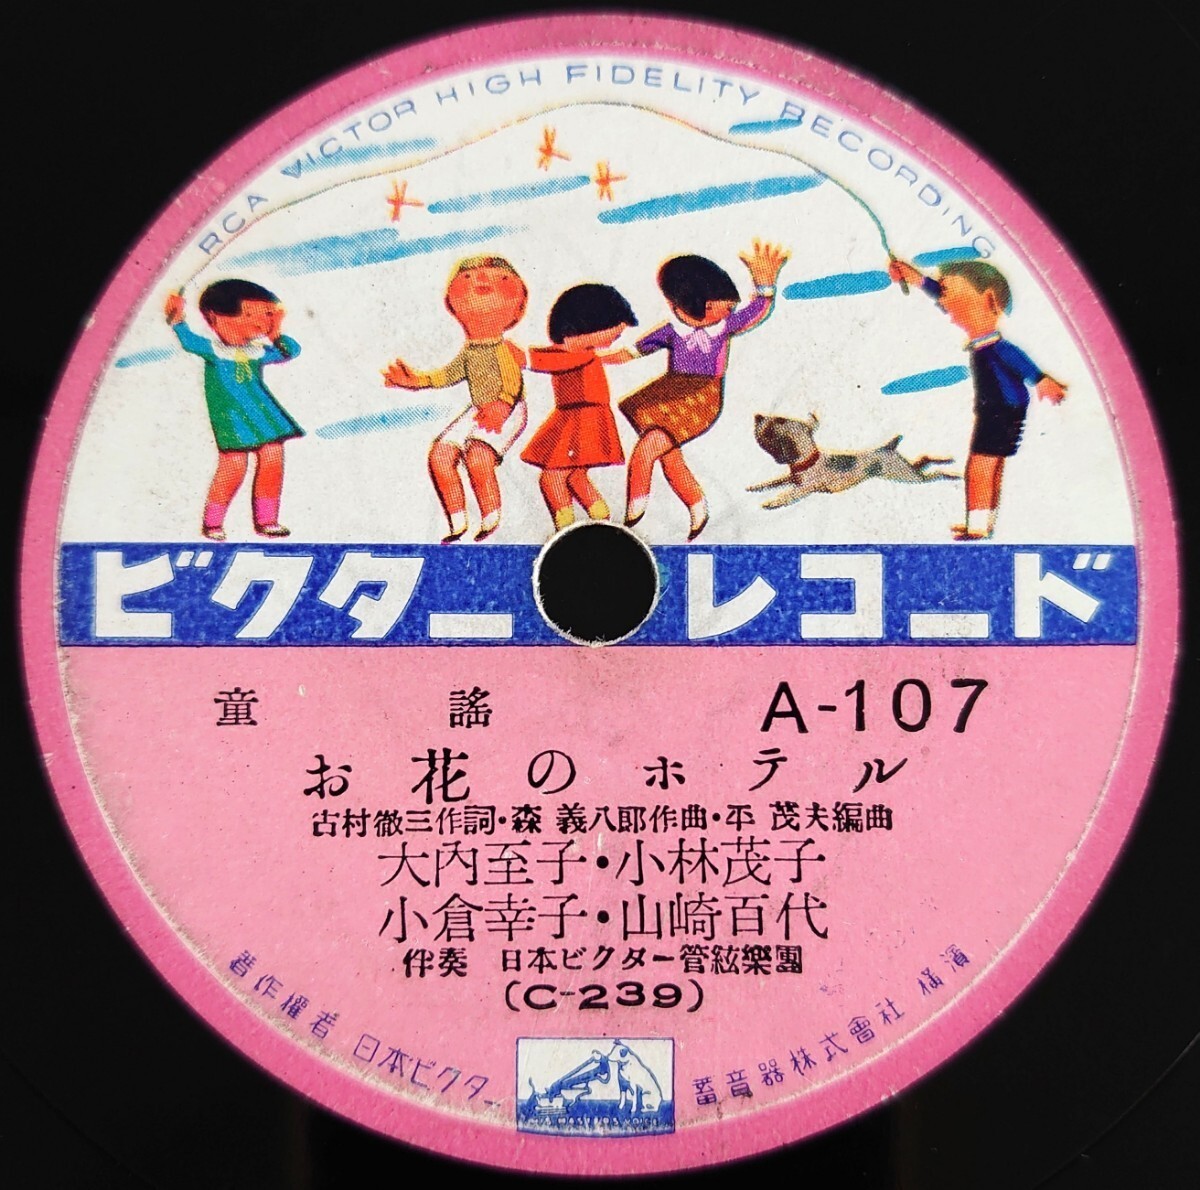 RCA VICTOR HIGH FIDELITY RECORDING
ビクターレコード
童謠 A-107
お花のホテル
古村徹三作詞・森 義八郎作曲・平 茂夫編曲
大內至子・小林茂子
小倉幸子・山崎百代
伴奏 日本ビクター管絃樂團
(C-239)
著作權者 日本ビクター蓄音器株式會社 橫濱
HIS MASTER'S VOICE